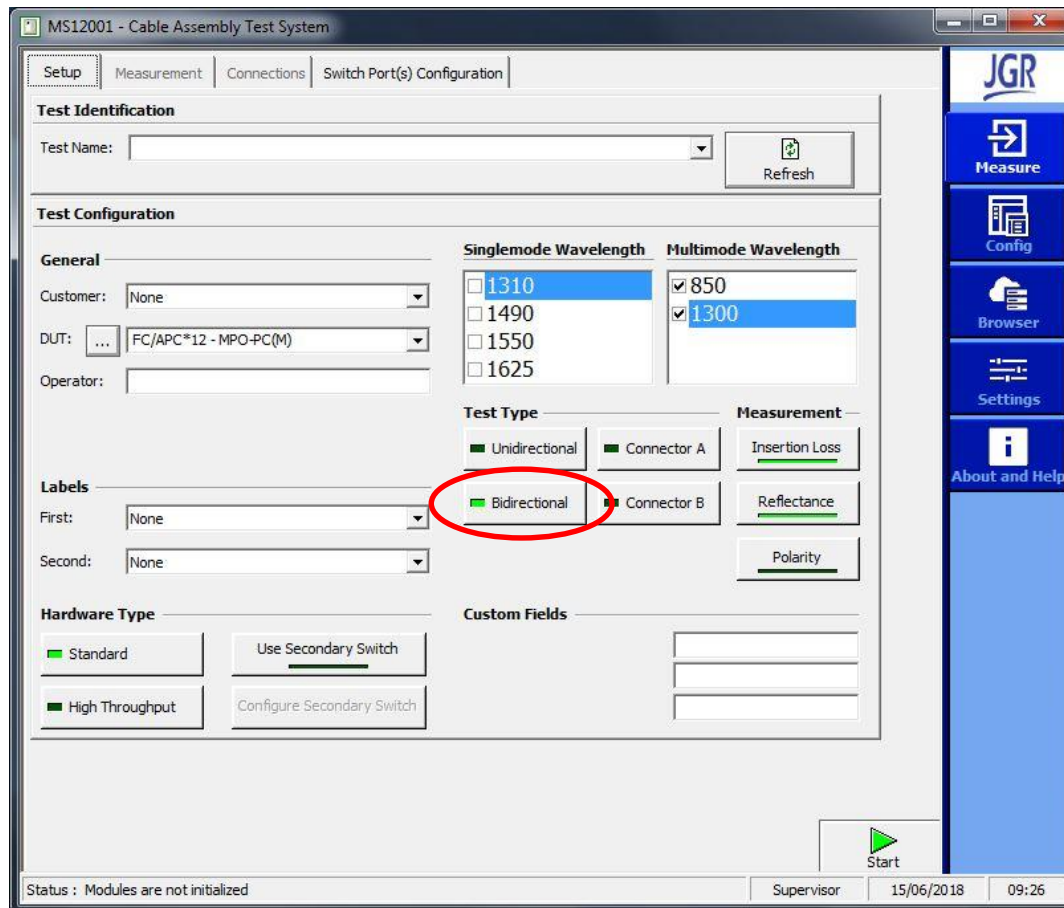 MS12001 - Cable Assembly Test System
Setup Measurement Connections Switch Port(s) Configuration
JGR
Test Identification
Test Name:
Refresh
Measure
Test Configuration
Config
General
Singlemode Wavelength Multimode Wavelength
Customer: None
1310
1490
1550
1625
850
1300
DUT: ... FC/APC*12 - MPO-PC(M)
Browser
Operator:
Settings
Test Type Measurement
Unidirectional Connector A Insertion Loss
About and Help
Labels
First: None
Bidirectional Connector B Reflectance
Second: None
Polarity
Hardware Type
Custom Fields
Standard Use Secondary Switch
High Throughput Configure Secondary Switch
Start
Status : Modules are not initialized Supervisor 15/06/2018 09:26